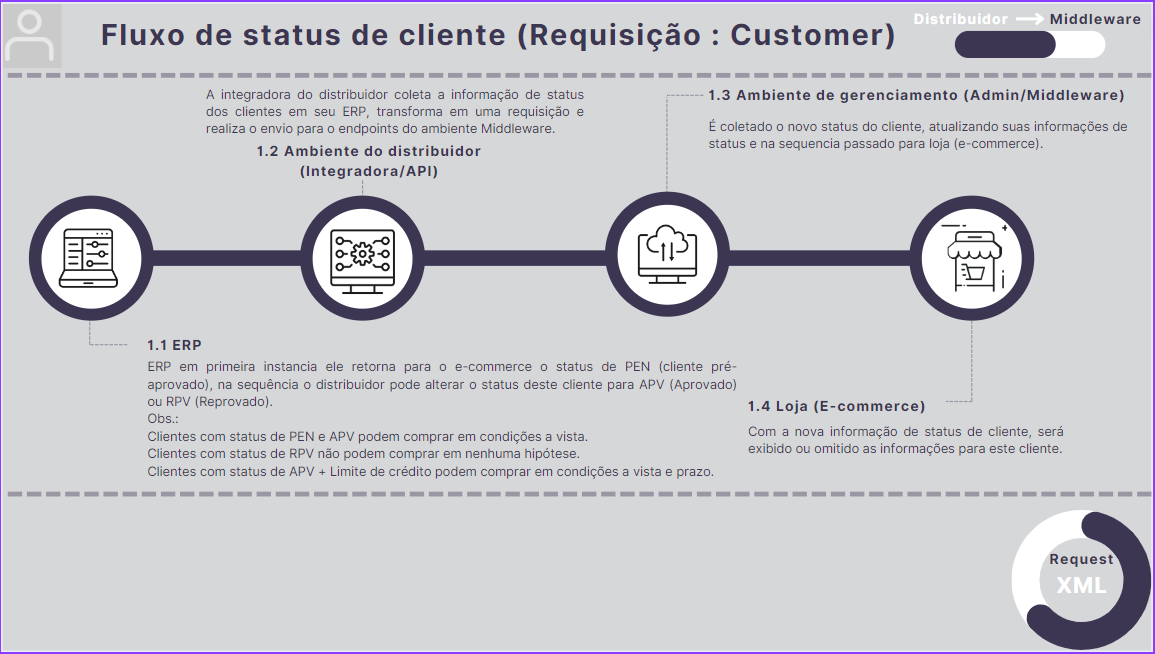 Fluxo de status de cliente (Requisição : Customer)
Distribuidor
Middleware
A integradora do distribuidor coleta a informação de status
dos clientes em seu ERP, transforma em uma requisição e
realiza o envio para o endpoints do ambiente Middleware.
1.2 Ambiente do distribuidor
(Integradora/API)
1.3 Ambiente de gerenciamento (Admin/Middleware)
É coletado o novo status do cliente, atualizando suas informações de
status e na sequencia passado para loja (e-commerce).
1.1 ERP
ERP em primeira instancia ele retorna para o e-commerce o status de PEN (cliente pré-
aprovado), na sequência o distribuidor pode alterar o status deste cliente para APV (Aprovado)
ou RPV (Reprovado).
Obs.:
Clientes com status de PEN e APV podem comprar em condições a vista.
Clientes com status de RPV não podem comprar em nenhuma hipótese.
Clientes com status de APV + Limite de crédito podem comprar em condições a vista e prazo.
1.4 Loja (E-commerce)
Com a nova informação de status de cliente, será
exibido ou omitido as informações para este cliente.
Request
XML